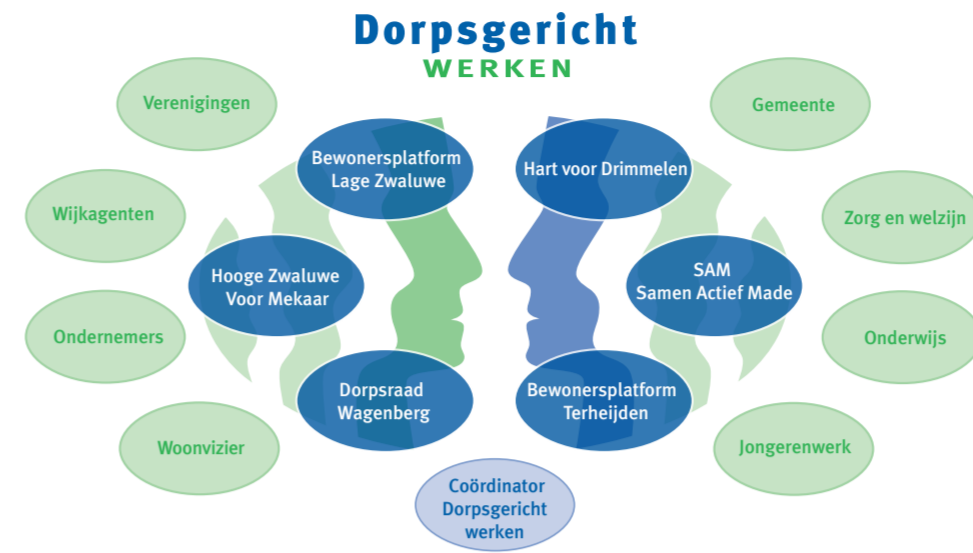 Dorpsgericht
WERKEN
Verenigingen
Gemeente
Bewonersplatform
Lage Zwaluwe
Hart voor Drimmelen
Wijkagenten
Zorg en welzijn
Hooge Zwaluwe
Voor Mekaar
SAM
Samen Actief Made
Ondernemers
Onderwijs
Dorpsraad
Wagenberg
Bewonersplatform
Terheijden
Woonvizier
Jongerenwerk
Coördinator
Dorpsgericht
werken